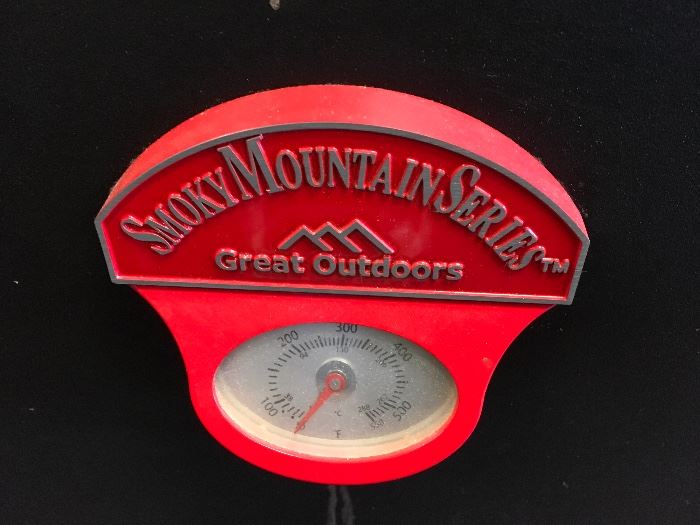 SMOKY MOUNTAIN SERIES™
Great Outdoors
100 200 300 400 500
°C
°F